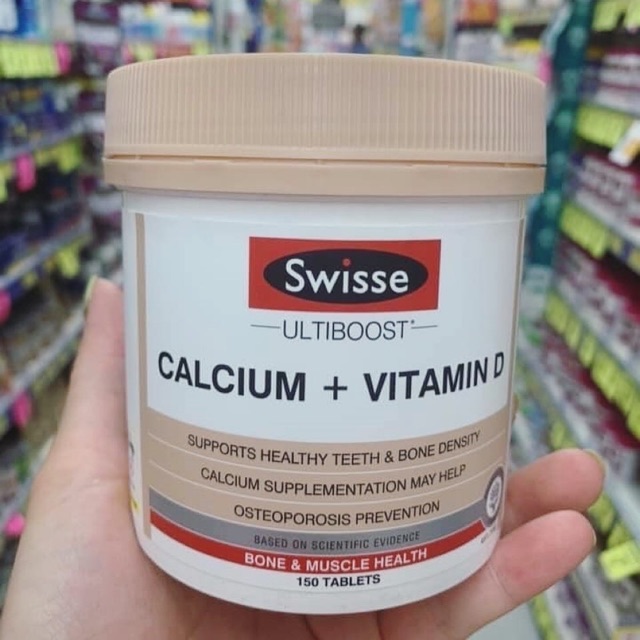 Swisse
ULTIBOOST*
CALCIUM + VITAMIN D
SUPPORTS HEALTHY TEETH & BONE DENSITY
CALCIUM SUPPLEMENTATION MAY HELP
OSTEOPOROSIS PREVENTION
BASED ON SCIENTIFIC EVIDENCE
BONE & MUSCLE HEALTH
150 TABLETS